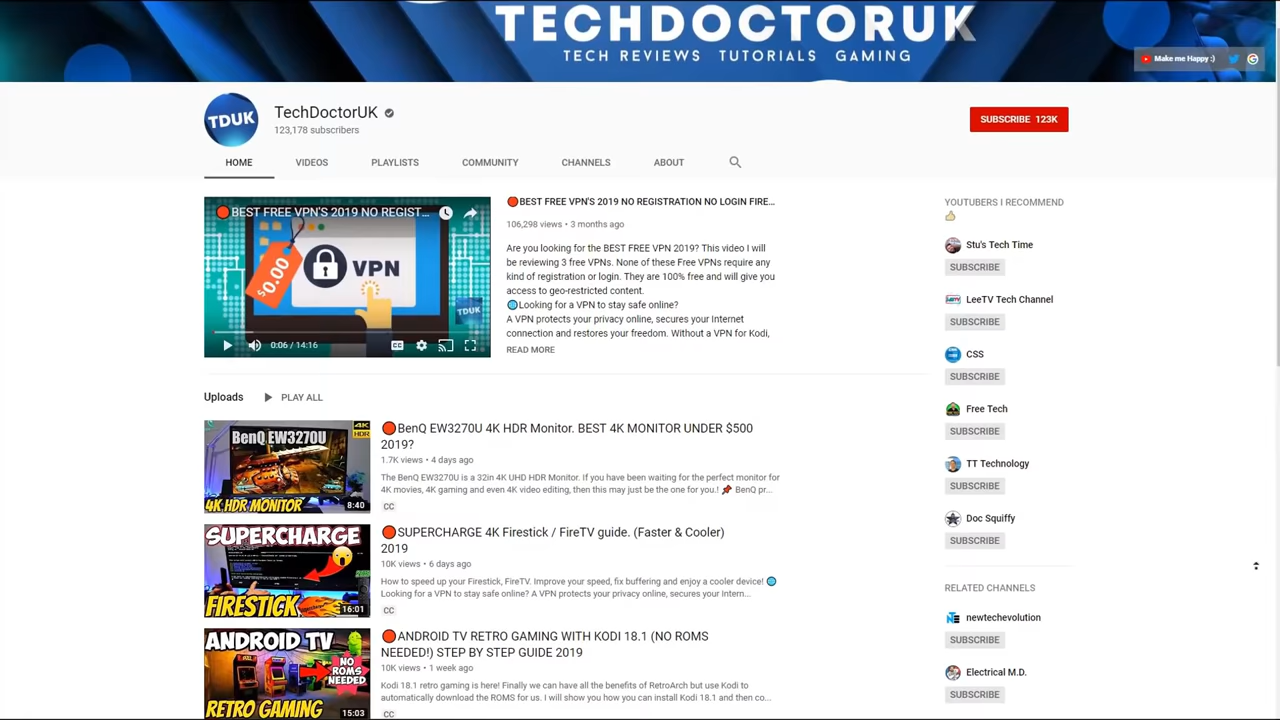 TECHDOCTORUK
TECH REVIEWS TUTORIALS GAMING
Make me Happy :)
TDUK
TechDoctorUK
123,178 subscribers
SUBSCRIBE 123K
HOME VIDEOS PLAYLISTS COMMUNITY CHANNELS ABOUT
BEST FREE VPN'S 2019 NO REGIST...
$0.00
VPN
TDUK
0:06 / 14:16
CC
BEST FREE VPN'S 2019 NO REGISTRATION NO LOGIN FIRE...
106,298 views • 3 months ago
Are you looking for the BEST FREE VPN 2019? This video I will
be reviewing 3 free VPNs. None of these Free VPNs require any
kind of registration or login. They are 100% free and will give you
access to geo-restricted content.
Looking for a VPN to stay safe online?
A VPN protects your privacy online, secures your Internet
connection and restores your freedom. Without a VPN for Kodi,
READ MORE
Uploads
PLAY ALL
BenQ EW3270U
4K HDR
4K HDR MONITOR
8:40
BenQ EW3270U 4K HDR Monitor. BEST 4K MONITOR UNDER $500
2019?
1.7K views • 4 days ago
The BenQ EW3270U is a 32in 4K UHD HDR Monitor. If you have been waiting for the perfect monitor for
4K movies, 4K gaming and even 4K video editing, then this may just be the one for you.! BenQ pr...
CC
SUPERCHARGE
FIRESTICK
16:01
SUPERCHARGE 4K Firestick / FireTV guide. (Faster & Cooler)
2019
10K views • 6 days ago
How to speed up your Firestick, FireTV. Improve your speed, fix buffering and enjoy a cooler device!
Looking for a VPN to stay safe online? A VPN protects your privacy online, secures your Intern...
CC
ANDROID TV
NO
ROMS
NEEDED!
RETRO GAMING
15:03
ANDROID TV RETRO GAMING WITH KODI 18.1 (NO ROMS
NEEDED!) STEP BY STEP GUIDE 2019
10K views • 1 week ago
Kodi 18.1 retro gaming is here! Finally we can have all the benefits of RetroArch but use Kodi to
automatically download the ROMS for us. I will show you how you can install Kodi 18.1 and then co...
CC
YOUTUBERS I RECOMMEND
Stu's Tech Time
SUBSCRIBE
LeeTV Tech Channel
SUBSCRIBE
CSS
SUBSCRIBE
Free Tech
SUBSCRIBE
TT Technology
SUBSCRIBE
Doc Squiffy
SUBSCRIBE
RELATED CHANNELS
newtechevolution
SUBSCRIBE
Electrical M.D.
SUBSCRIBE